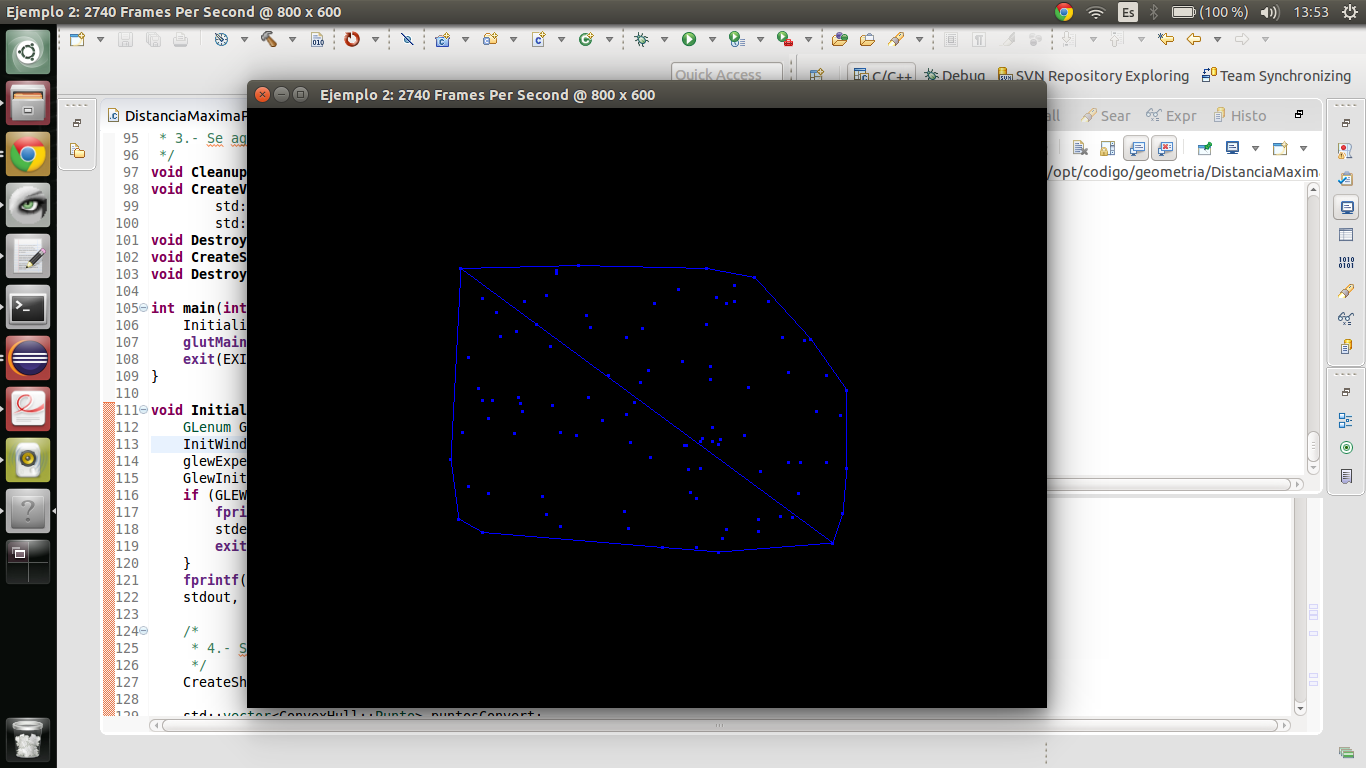 Ejemplo 2: 2740 Frames Per Second @ 800 x 600
Es (100 %) 13:53
Quick Access C/C++ Debug SVN Repository Exploring Team Synchronizing
Ejemplo 2: 2740 Frames Per Second @ 800 x 600
Sear Expr Histo
/opt/codigo/geometria/DistanciaMaxima
95 * 3.- Se ag
96 */
97 void Cleanup
98 void CreateV
99 std:
100 std:
101 void Destroy
102 void CreateS
103 void Destroy
104
105 int main(int
106 Initiali
107 glutMain
108 exit(EXI
109 }
110
111 void Initial
112 GLenum G
113 InitWind
114 glewExpe
115 GlewInit
116 if (GLEW
117 fpri
118 stde
119 exit
120 }
121 fprintf(
122 stdout,
123
124 /*
125 * 4.- S
126 */
127 CreateSh
128
129 std::vector<ConvexHull::Punto> puntosConvert;